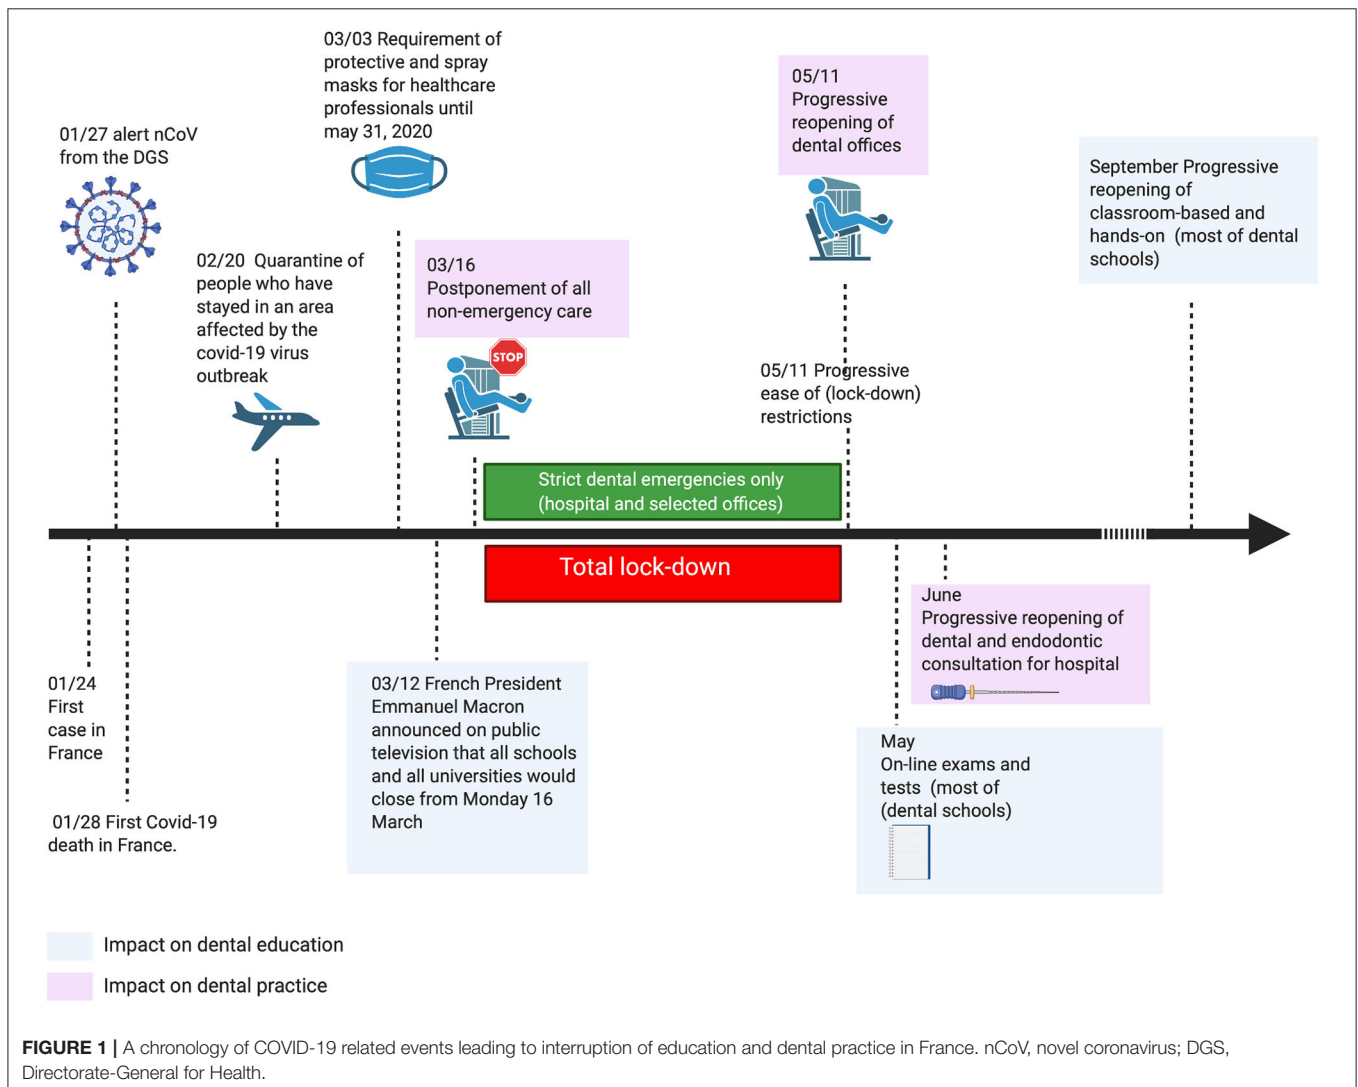 03/03 Requirement of
protective and spray
masks for healthcare
professionals until
may 31, 2020
01/27 alert nCoV
from the DGS
02/20 Quarantine of
people who have
stayed in an area
affected by the
covid-19 virus
outbreak
03/16
Postponement of all
non-emergency care
STOP
05/11
Progressive
reopening of
dental offices
05/11 Progressive
ease of (lock-down)
restrictions
September Progressive
reopening of
classroom-based and
hands-on (most of dental
schools)
Strict dental emergencies only
(hospital and selected offices)
Total lock-down
01/24
First
case in
France
01/28 First Covid-19
death in France.
03/12 French President
Emmanuel Macron
announced on public
television that all schools
and all universities would
close from Monday 16
March
June
Progressive reopening of
dental and endodontic
consultation for hospital
May
On-line exams and
tests (most of
(dental schools)
Impact on dental education
Impact on dental practice
FIGURE 1 | A chronology of COVID-19 related events leading to interruption of education and dental practice in France. nCoV, novel coronavirus; DGS,
Directorate-General for Health.